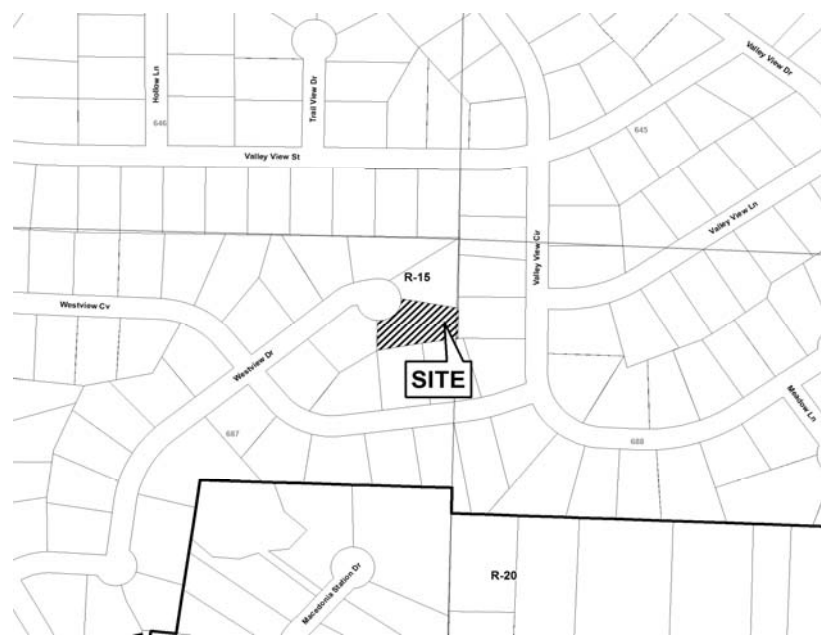 Valley View Dr
Hollow Ln
Trail View Dr
646
645
Valley View St
Valley View Ln
Valley View Cir
R-15
Westview Cv
Westview Dr
SITE
Meadow Ln
687
688
R-20
Macedonia Station Dr